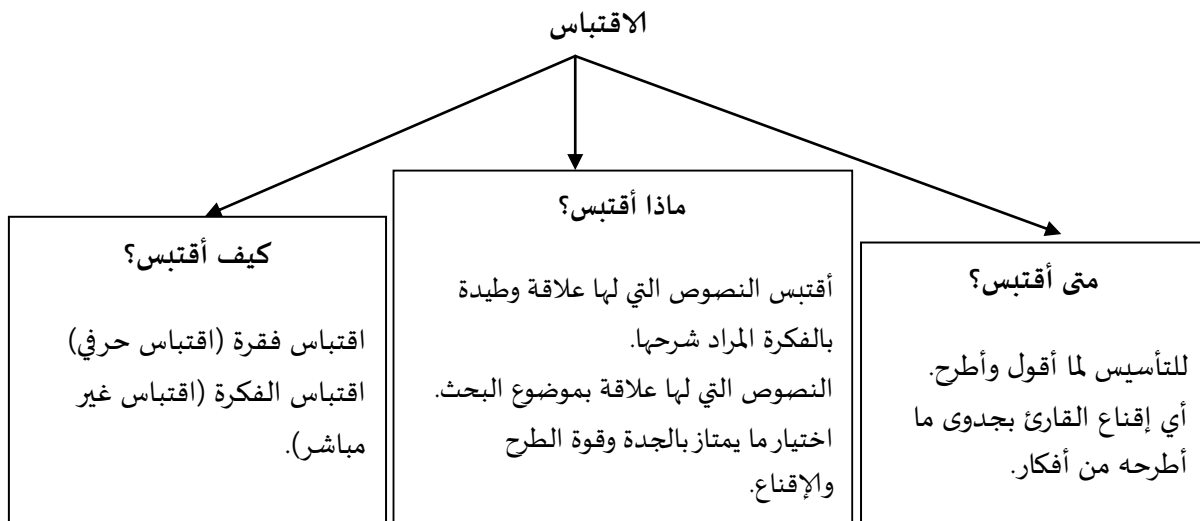 الاقتباس
متى أقتبس؟
للتأسيس لما أقول وأطرح.
أي إقناع القارئ بجدوى ما
أطرحه من أفكار.
ماذا أقتبس؟
أقتبس النصوص التي لها علاقة وطيدة
بالفكرة المراد شرحها.
النصوص التي لها علاقة بموضوع البحث.
اختيار ما يمتاز بالجدة وقوة الطرح
والإقناع.
كيف أقتبس؟
اقتباس فقرة (اقتباس حرفي)
اقتباس الفكرة (اقتباس غير
مباشر).